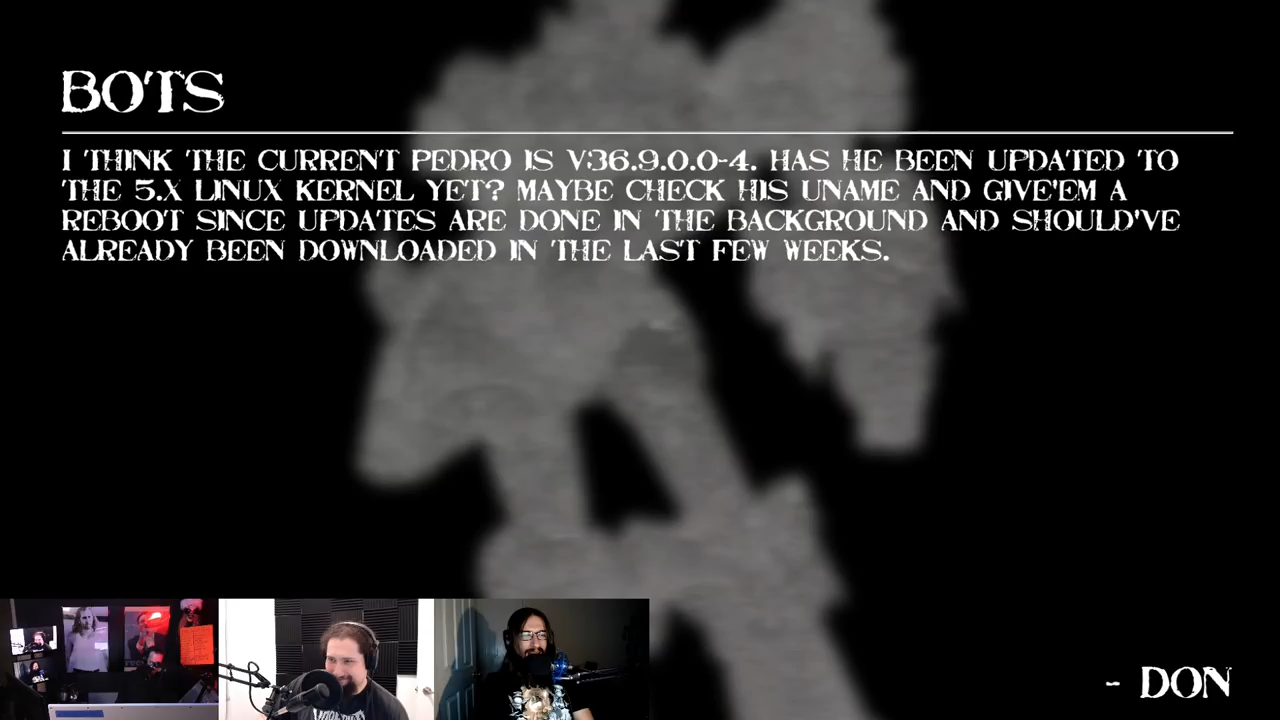 BOTS
I THINK THE CURRENT PEDRO IS V:36.9.0.0-4. HAS HE BEEN UPDATED TO
THE 5.X LINUX KERNEL YET? MAYBE CHECK HIS UNAME AND GIVE'EM A
REBOOT SINCE UPDATES ARE DONE IN THE BACKGROUND AND SHOULD'VE
ALREADY BEEN DOWNLOADED IN THE LAST FEW WEEKS.
- DON